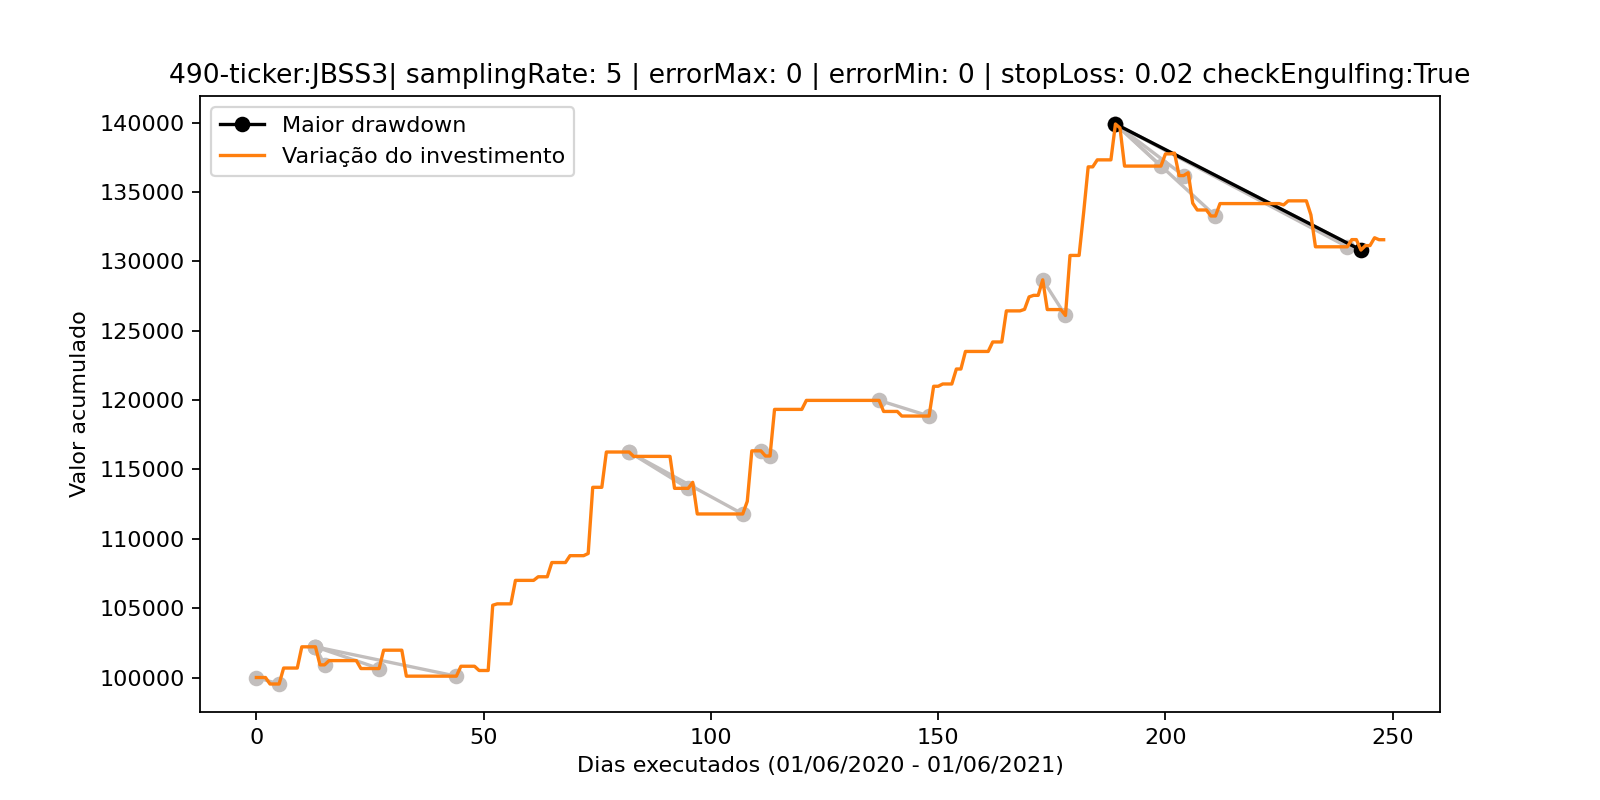 490-ticker:JBSS3| samplingRate: 5 | errorMax: 0 | errorMin: 0 | stopLoss: 0.02 checkEngulfing:True
Maior drawdown
Variação do investimento
140000
135000
130000
125000
120000
115000
110000
105000
100000
Valor acumulado
0 50 100 150 200 250
Dias executados (01/06/2020 - 01/06/2021)